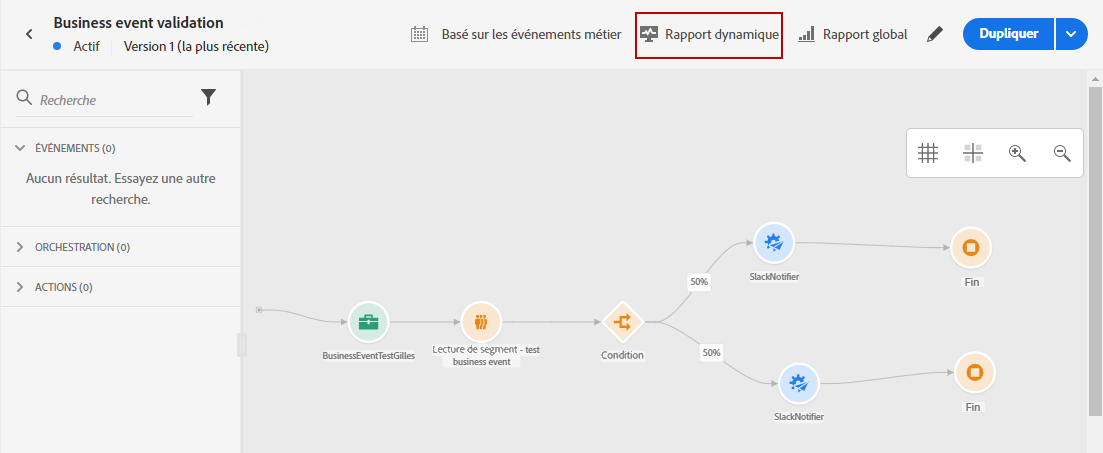 Business event validation
Actif Version 1 (la plus récente)
Basé sur les événements métier
Rapport dynamique
Rapport global
Dupliquer
Recherche
ÉVÉNEMENTS (0)
Aucun résultat. Essayez une autre
recherche.
ORCHESTRATION (0)
ACTIONS (0)
BusinessEventTestGilles
Lecture de segment - test
business event
Condition
50%
SlackNotifier
Fin
50%
SlackNotifier
Fin